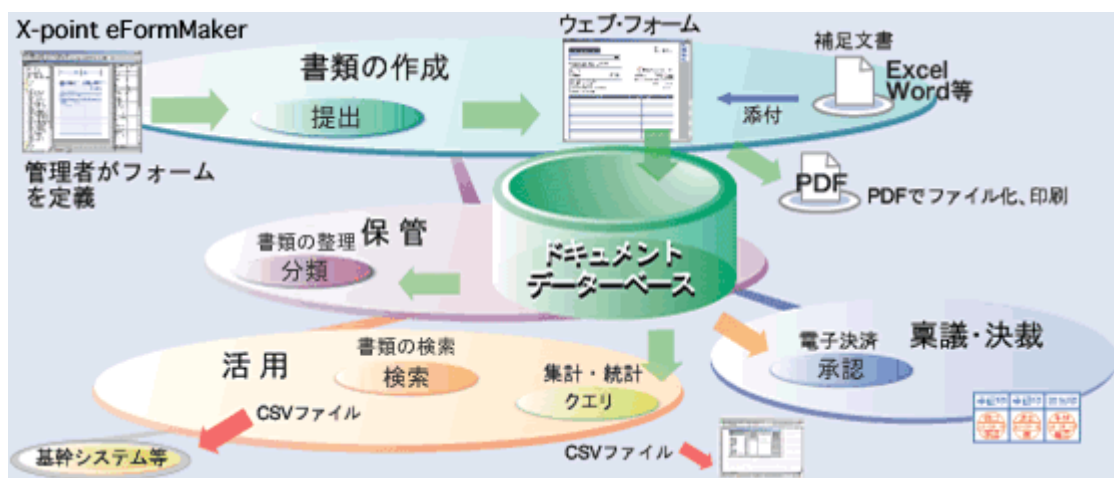 X-point eFormMaker
ウェブ・フォーム
書類の作成
補足文書
Excel
Word等
提出
添付
管理者がフォーム
を定義
PDF
PDFでファイル化、印刷
保管
書類の整理
分類
ドキュメント
データーベース
活用
書類の検索
検索
集計・統計
クエリ
電子決済
承認
稟議・決裁
CSVファイル
基幹システム等
CSVファイル